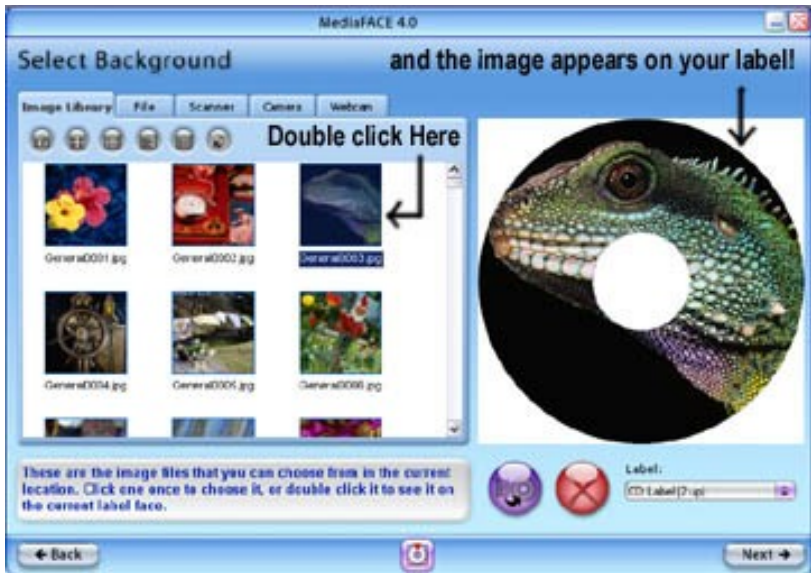 MediaFACE 4.0
Select Background
and the image appears on your label!
Image Library
File
Scanner
Camera
Webcam
Double click Here
General0001.jpg
General0002.jpg
General0003.jpg
General0004.jpg
General0005.jpg
General0006.jpg
These are the image files that you can choose from in the current
location. Click one once to choose it, or double click it to see it on
the current label face.
Label:
CD Label (2 up)
Back
Next